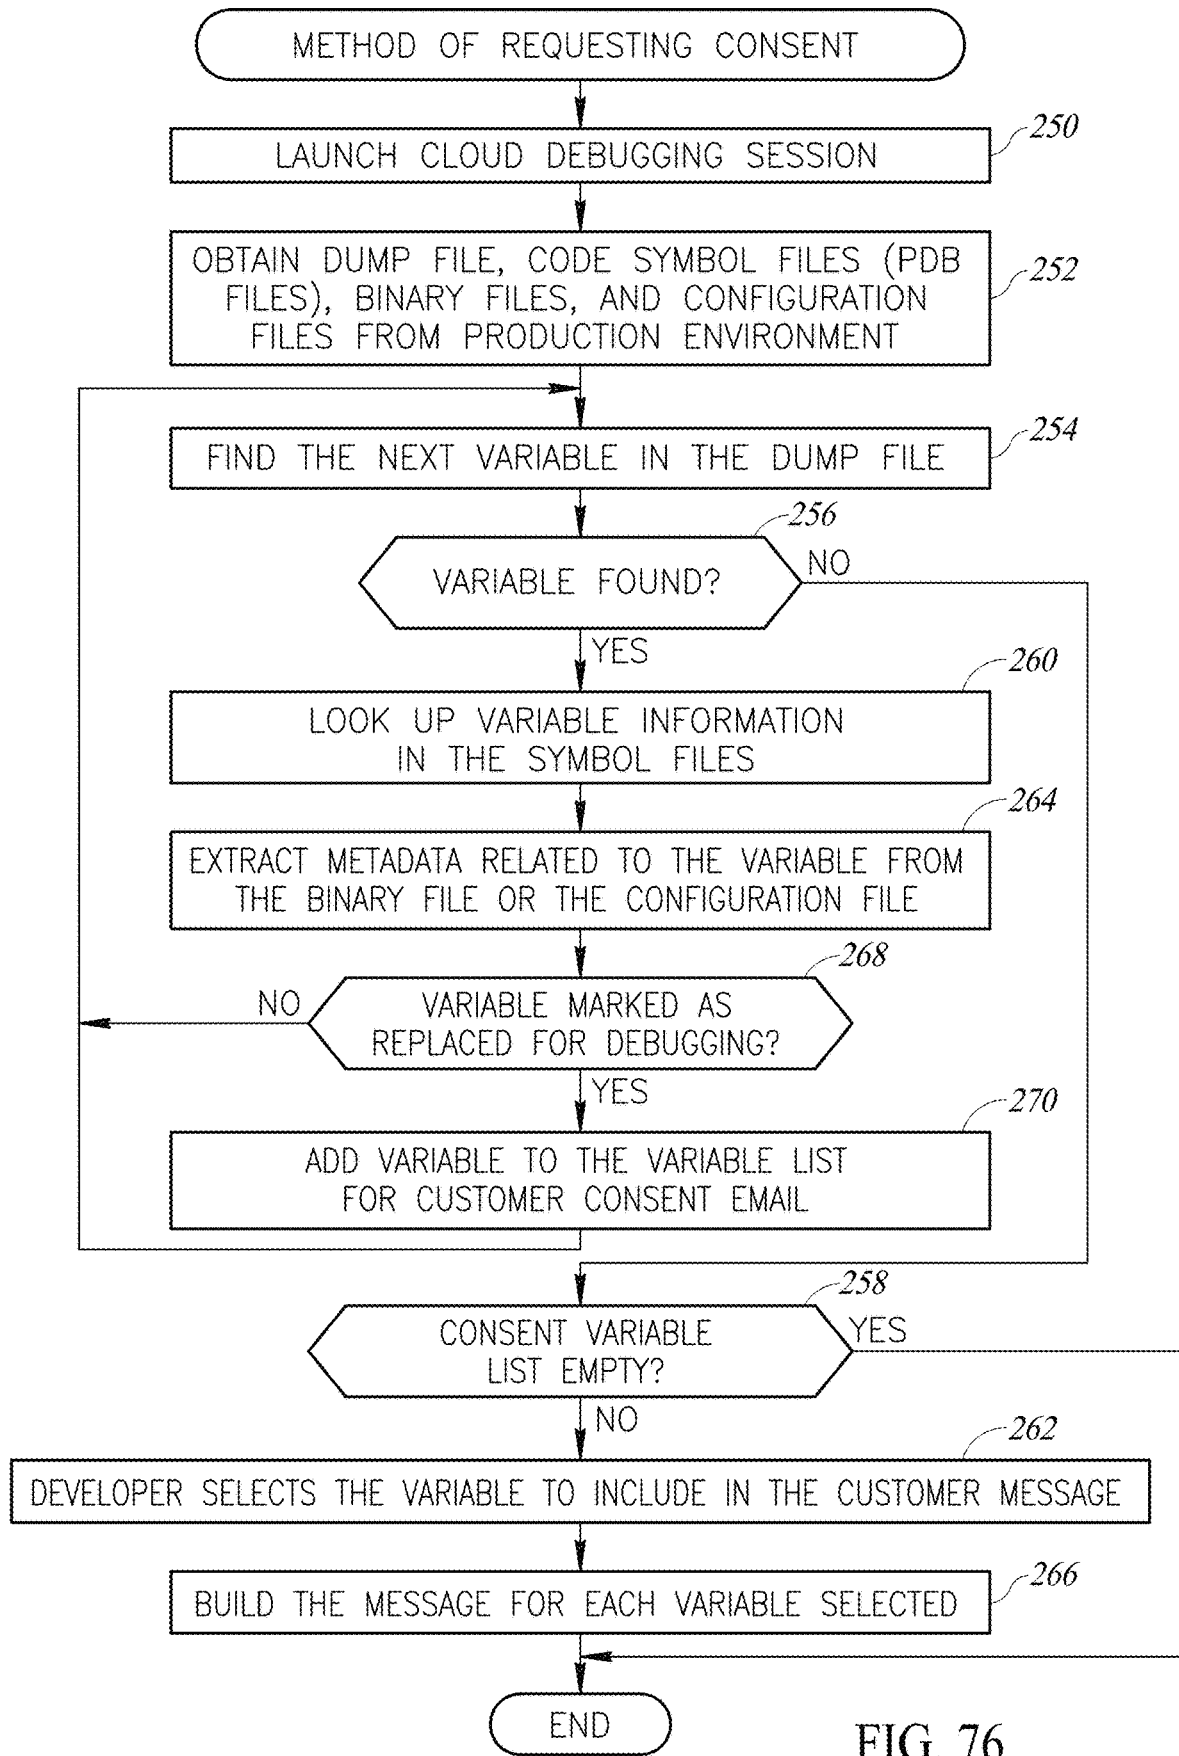 METHOD OF REQUESTING CONSENT
250
LAUNCH CLOUD DEBUGGING SESSION
OBTAIN DUMP FILE, CODE SYMBOL FILES (PDB
252
FILES), BINARY FILES, AND CONFIGURATION
FILES FROM PRODUCTION ENVIRONMENT
254
FIND THE NEXT VARIABLE IN THE DUMP FILE
256
VARIABLE FOUND?
NO
YES
260
LOOK UP VARIABLE INFORMATION
IN THE SYMBOL FILES
264
EXTRACT METADATA RELATED TO THE VARIABLE FROM
THE BINARY FILE OR THE CONFIGURATION FILE
268
NO
VARIABLE MARKED AS
REPLACED FOR DEBUGGING?
YES
270
ADD VARIABLE TO THE VARIABLE LIST
FOR CUSTOMER CONSENT EMAIL
258
CONSENT VARIABLE
LIST EMPTY?
YES
NO
262
DEVELOPER SELECTS THE VARIABLE TO INCLUDE IN THE CUSTOMER MESSAGE
266
BUILD THE MESSAGE FOR EACH VARIABLE SELECTED
END
FIG. 76